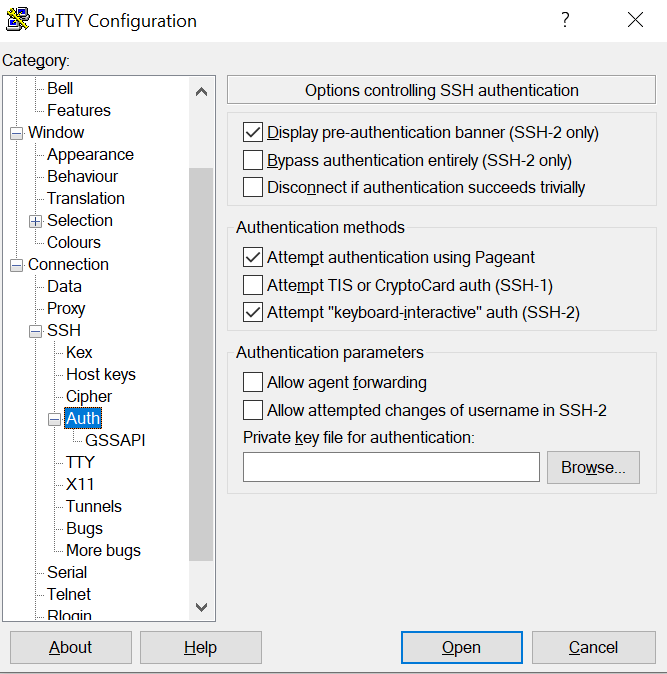 PuTTY Configuration
Category:
Bell
Features
Window
Appearance
Behaviour
Translation
Selection
Colours
Connection
Data
Proxy
SSH
Kex
Host keys
Cipher
Auth
GSSAPI
TTY
X11
Tunnels
Bugs
More bugs
Serial
Telnet
Rlogin
Options controlling SSH authentication
Display pre-authentication banner (SSH-2 only)
Bypass authentication entirely (SSH-2 only)
Disconnect if authentication succeeds trivially
Authentication methods
Attempt authentication using Pageant
Attempt TIS or CryptoCard auth (SSH-1)
Attempt "keyboard-interactive" auth (SSH-2)
Authentication parameters
Allow agent forwarding
Allow attempted changes of username in SSH-2
Private key file for authentication:
Browse...
About
Help
Open
Cancel